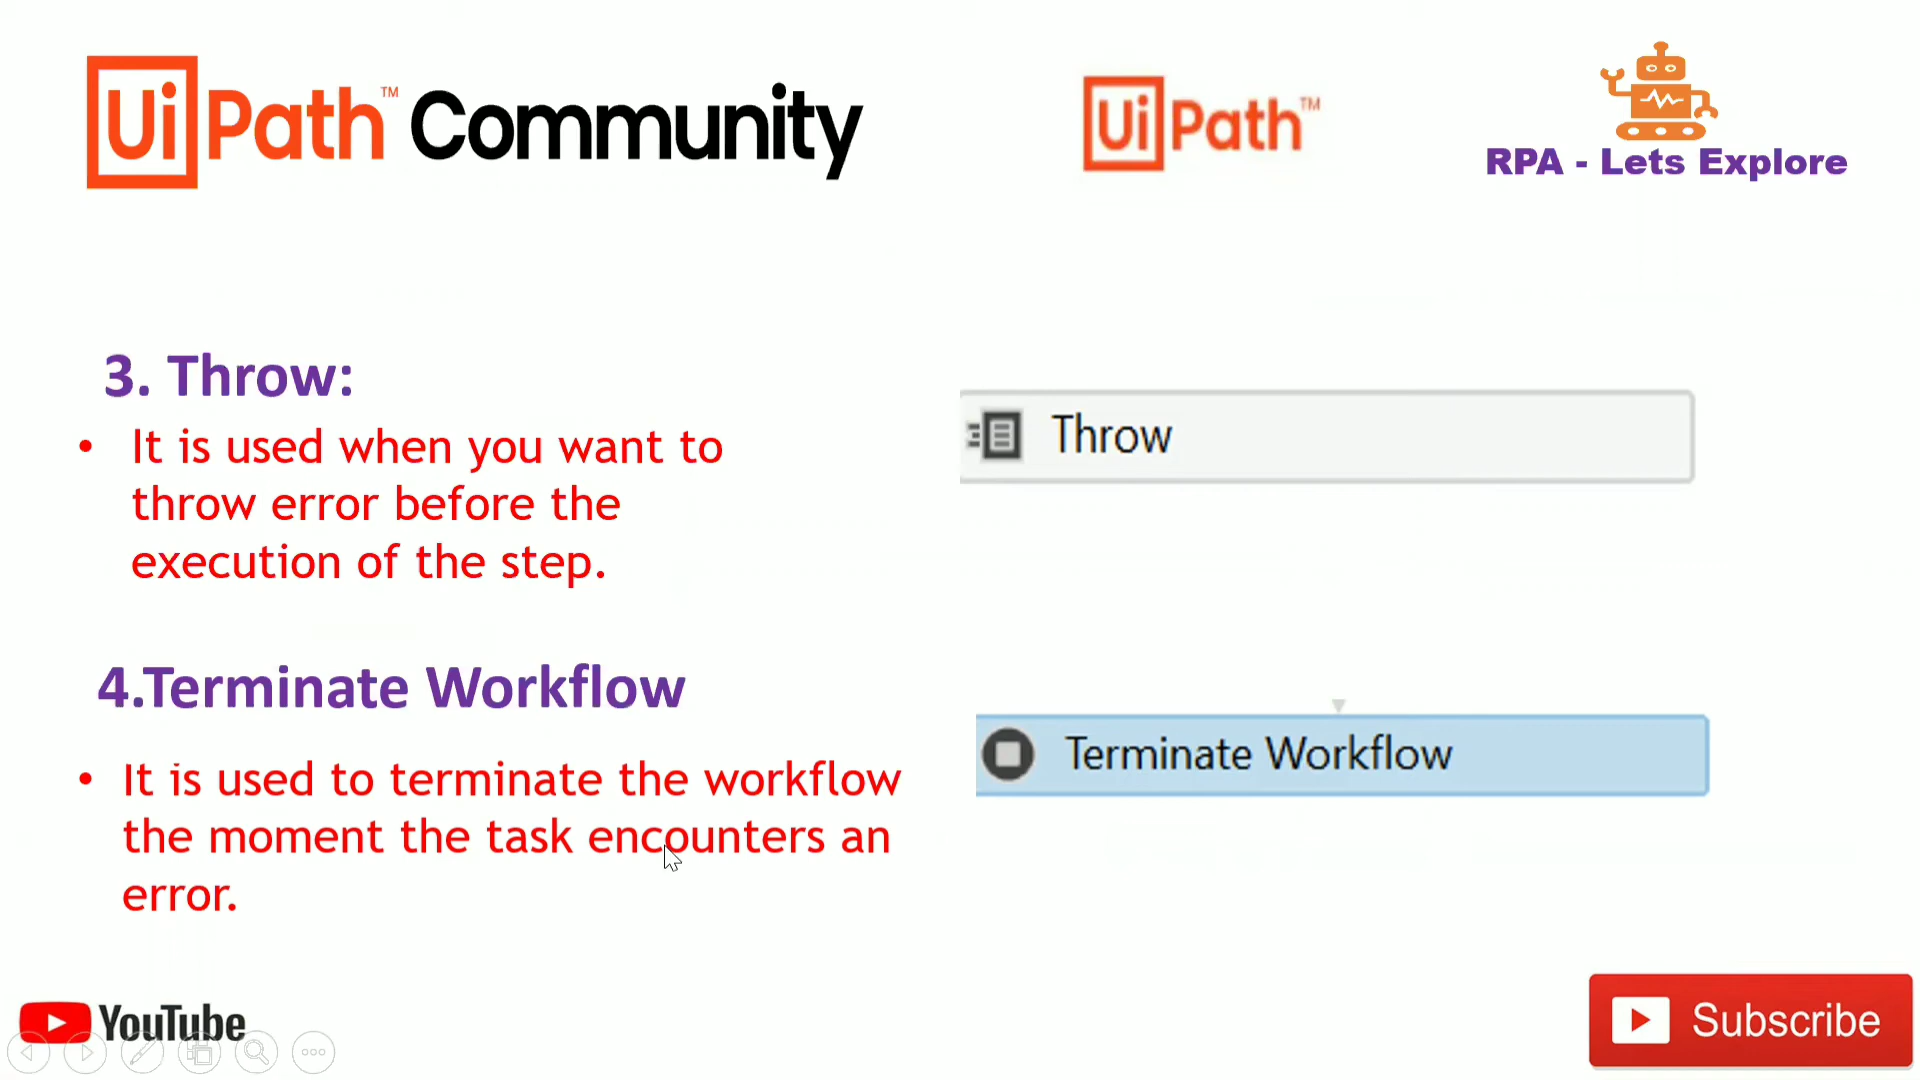 UiPath™ Community
UiPath™
RPA - Lets Explore
3. Throw:
• It is used when you want to
throw error before the
execution of the step.
Throw
4.Terminate Workflow
• It is used to terminate the workflow
the moment the task encounters an
error.
Terminate Workflow
YouTube
Subscribe